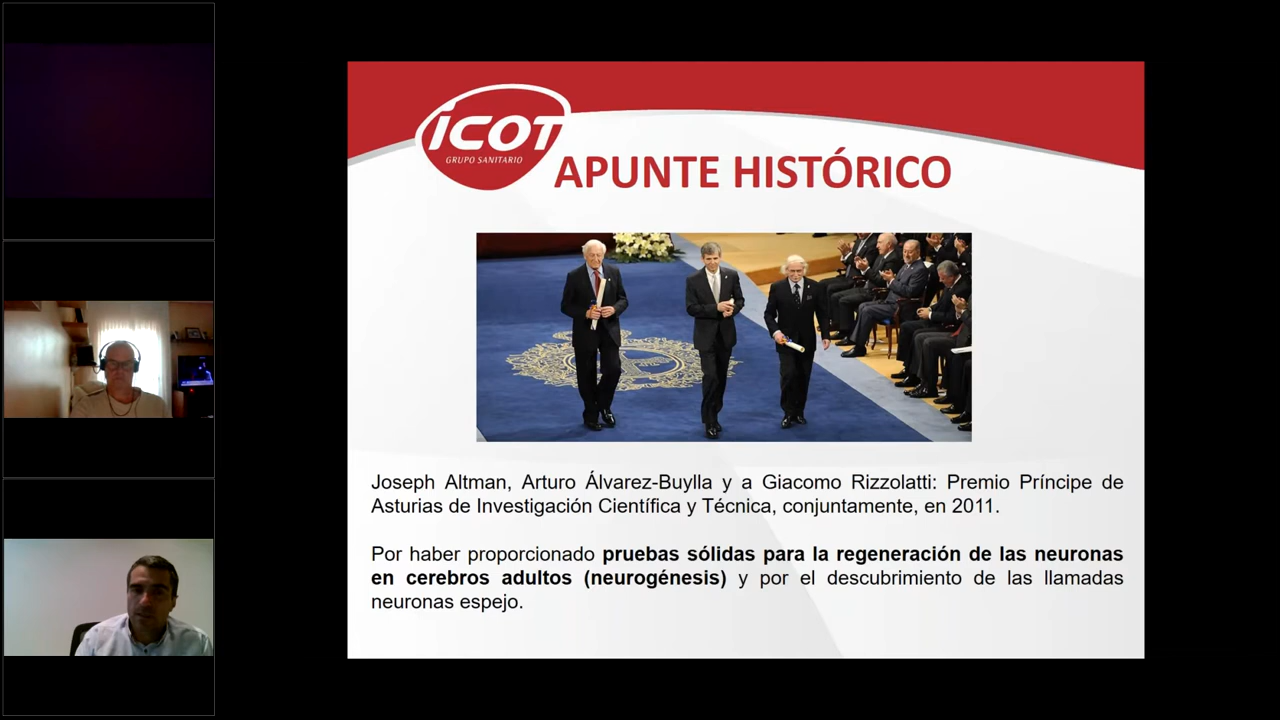 iCOT
GRUPO SANITARIO
APUNTE HISTÓRICO
Joseph Altman, Arturo Álvarez-Buylla y a Giacomo Rizzolatti: Premio Príncipe de
Asturias de Investigación Científica y Técnica, conjuntamente, en 2011.
Por haber proporcionado pruebas sólidas para la regeneración de las neuronas
en cerebros adultos (neurogénesis) y por el descubrimiento de las llamadas
neuronas espejo.